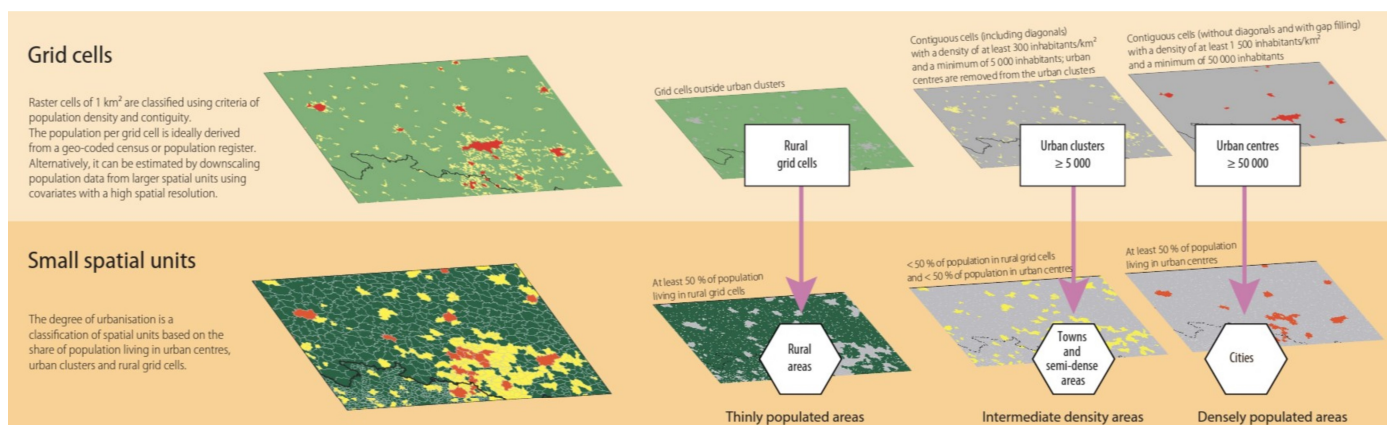 Grid cells
Raster cells of 1 km² are classified using criteria of
population density and contiguity.
The population per grid cell is ideally derived
from a geo-coded census or population register.
Alternatively, it can be estimated by downscaling
population data from larger spatial units using
covariates with a high spatial resolution.
Grid cells outside urban clusters
Rural
grid cells
Contiguous cells (including diagonals)
with a density of at least 300 inhabitants/km²
and a minimum of 5 000 inhabitants; urban
centres are removed from the urban clusters
Urban clusters
≥ 5 000
Contiguous cells (without diagonals and with gap filling)
with a density of at least 1 500 inhabitants/km²
and a minimum of 50 000 inhabitants
Urban centres
≥ 50 000
Small spatial units
The degree of urbanisation is a
classification of spatial units based on the
share of population living in urban centres,
urban clusters and rural grid cells.
At least 50 % of population
living in rural grid cells
Rural
areas
Thinly populated areas
< 50 % of population in rural grid cells
and < 50 % of population in urban centres
Towns
and
semi-dense
areas
Intermediate density areas
At least 50 % of population
living in urban centres
Cities
Densely populated areas